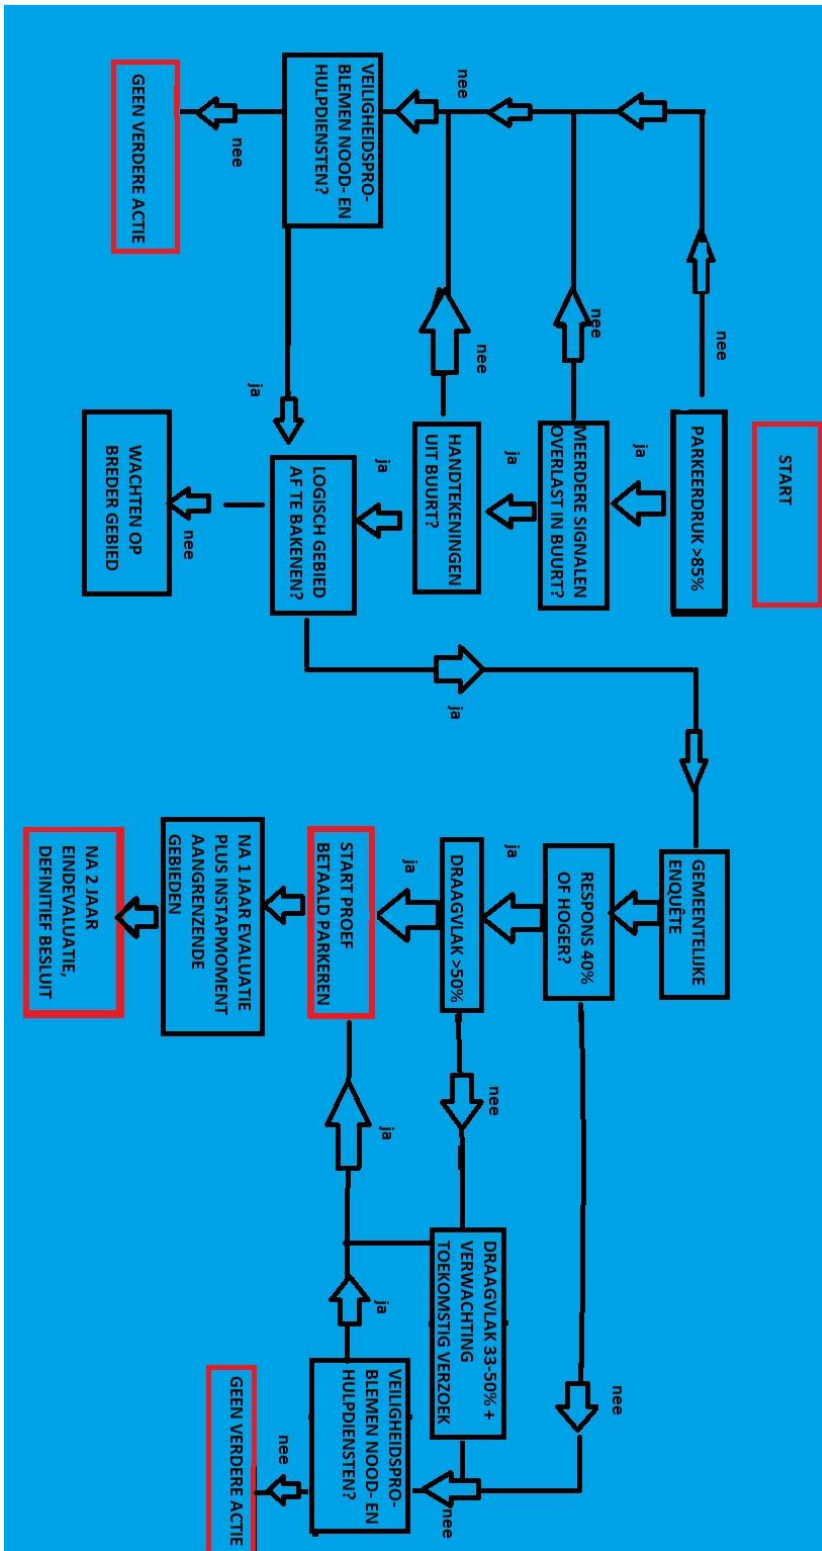 START
PARKEERDRUK >85%
nee
ja
MEERDERE SIGNALEN
OVERLAST IN BUURT?
nee
ja
HANDTEKENINGEN
UIT BUURT?
nee
ja
nee
VEILIGHEIDSPRO-
BLEMEN NOOD- EN
HULPDIENSTEN?
nee
GEEN VERDERE ACTIE
ja
LOGISCH GEBIED
AF TE BAKENEN?
nee
WACHTEN OP
BREDER GEBIED
ja
GEMEENTELIJKE
ENQUÊTE
RESPONS 40%
OF HOGER?
nee
ja
DRAAGVLAK >50%
nee
ja
START PROEF
BETAALD PARKEREN
NA 1 JAAR EVALUATIE
PLUS INSTAPMOMENT
AANGRENZENDE
GEBIEDEN
NA 2 JAAR
EINDEVALUATIE,
DEFINITIEF BESLUIT
DRAAGVLAK 33-50% +
VERWACHTING
TOEKOMSTIG VERZOEK
ja
nee
VEILIGHEIDSPRO-
BLEMEN NOOD- EN
HULPDIENSTEN?
ja
nee
GEEN VERDERE ACTIE